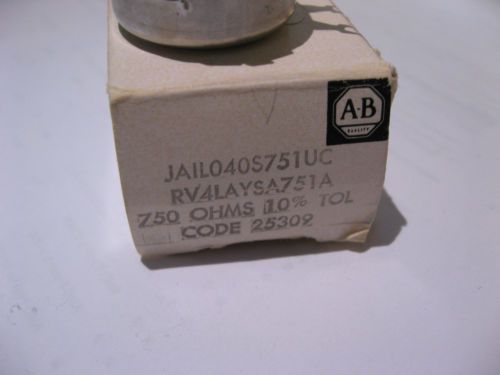 A-B
QUALITY
JAIL040S751UC
RV4LAYSA751A
750 OHMS 10% TOL
CODE 25309